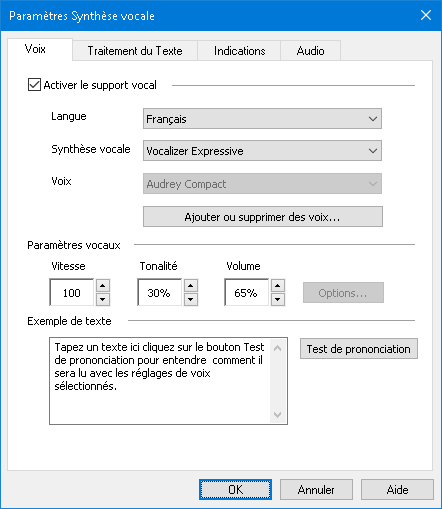 Paramètres Synthèse vocale
Voix
Traitement du Texte
Indications
Audio
Activer le support vocal
Langue
Français
Synthèse vocale
Vocalizer Expressive
Voix
Audrey Compact
Ajouter ou supprimer des voix...
Paramètres vocaux
Vitesse
Tonalité
Volume
100
30%
65%
Options...
Exemple de texte
Tapez un texte ici cliquez sur le bouton Test
de prononciation pour entendre  comment il
sera lu avec les réglages de voix
sélectionnés.
Test de prononciation
OK
Annuler
Aide